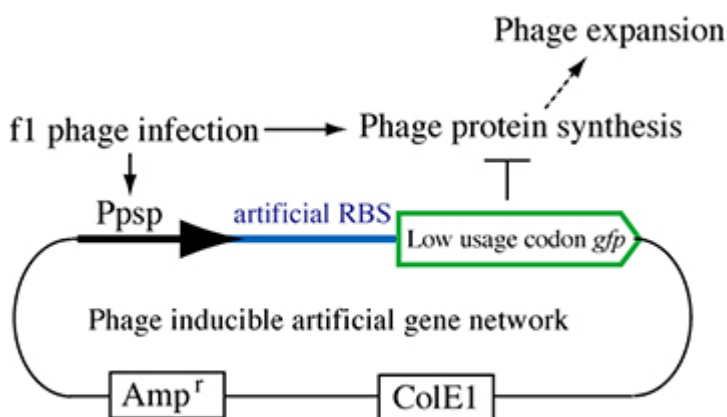 Phage expansion
f1 phage infection
Phage protein synthesis
Ppsp
artificial RBS
Low usage codon gfp
Phage inducible artificial gene network
Amp r
ColE1